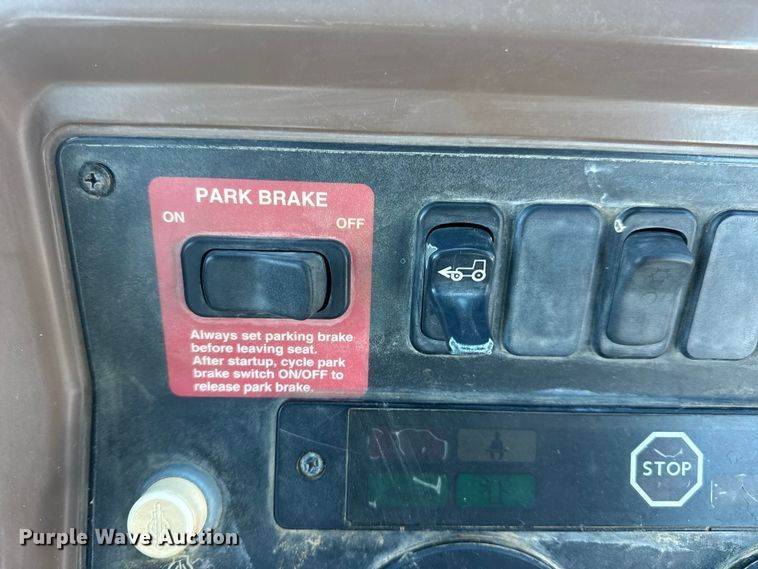 PARK BRAKE
ON
OFF
Always set parking brake
before leaving seat.
After startup, cycle park
brake switch ON/OFF to
release park brake.
STOP
Purple Wave Auction